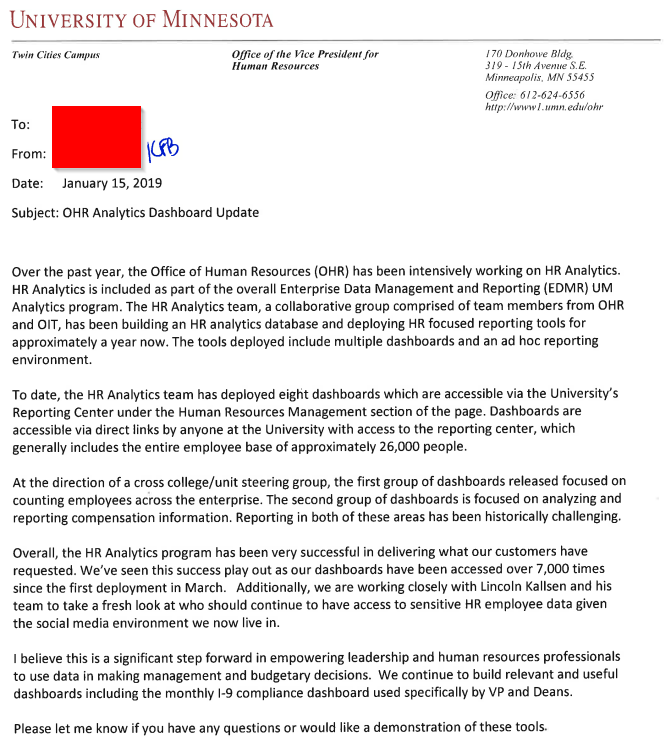 UNIVERSITY OF MINNESOTA
Twin Cities Campus
Office of the Vice President for
Human Resources
170 Donhowe Bldg.
319 - 15th Avenue S.E.
Minneapolis, MN 55455
Office: 612-624-6556
http://www1.umn.edu/ohr
To:
From: KFB
Date: January 15, 2019
Subject: OHR Analytics Dashboard Update
Over the past year, the Office of Human Resources (OHR) has been intensively working on HR Analytics.
HR Analytics is included as part of the overall Enterprise Data Management and Reporting (EDMR) UM
Analytics program. The HR Analytics team, a collaborative group comprised of team members from OHR
and OIT, has been building an HR analytics database and deploying HR focused reporting tools for
approximately a year now. The tools deployed include multiple dashboards and an ad hoc reporting
environment.
To date, the HR Analytics team has deployed eight dashboards which are accessible via the University's
Reporting Center under the Human Resources Management section of the page. Dashboards are
accessible via direct links by anyone at the University with access to the reporting center, which
generally includes the entire employee base of approximately 26,000 people.
At the direction of a cross college/unit steering group, the first group of dashboards released focused on
counting employees across the enterprise. The second group of dashboards is focused on analyzing and
reporting compensation information. Reporting in both of these areas has been historically challenging.
Overall, the HR Analytics program has been very successful in delivering what our customers have
requested. We've seen this success play out as our dashboards have been accessed over 7,000 times
since the first deployment in March. Additionally, we are working closely with Lincoln Kallsen and his
team to take a fresh look at who should continue to have access to sensitive HR employee data given
the social media environment we now live in.
I believe this is a significant step forward in empowering leadership and human resources professionals
to use data in making management and budgetary decisions. We continue to build relevant and useful
dashboards including the monthly I-9 compliance dashboard used specifically by VP and Deans.
Please let me know if you have any questions or would like a demonstration of these tools.